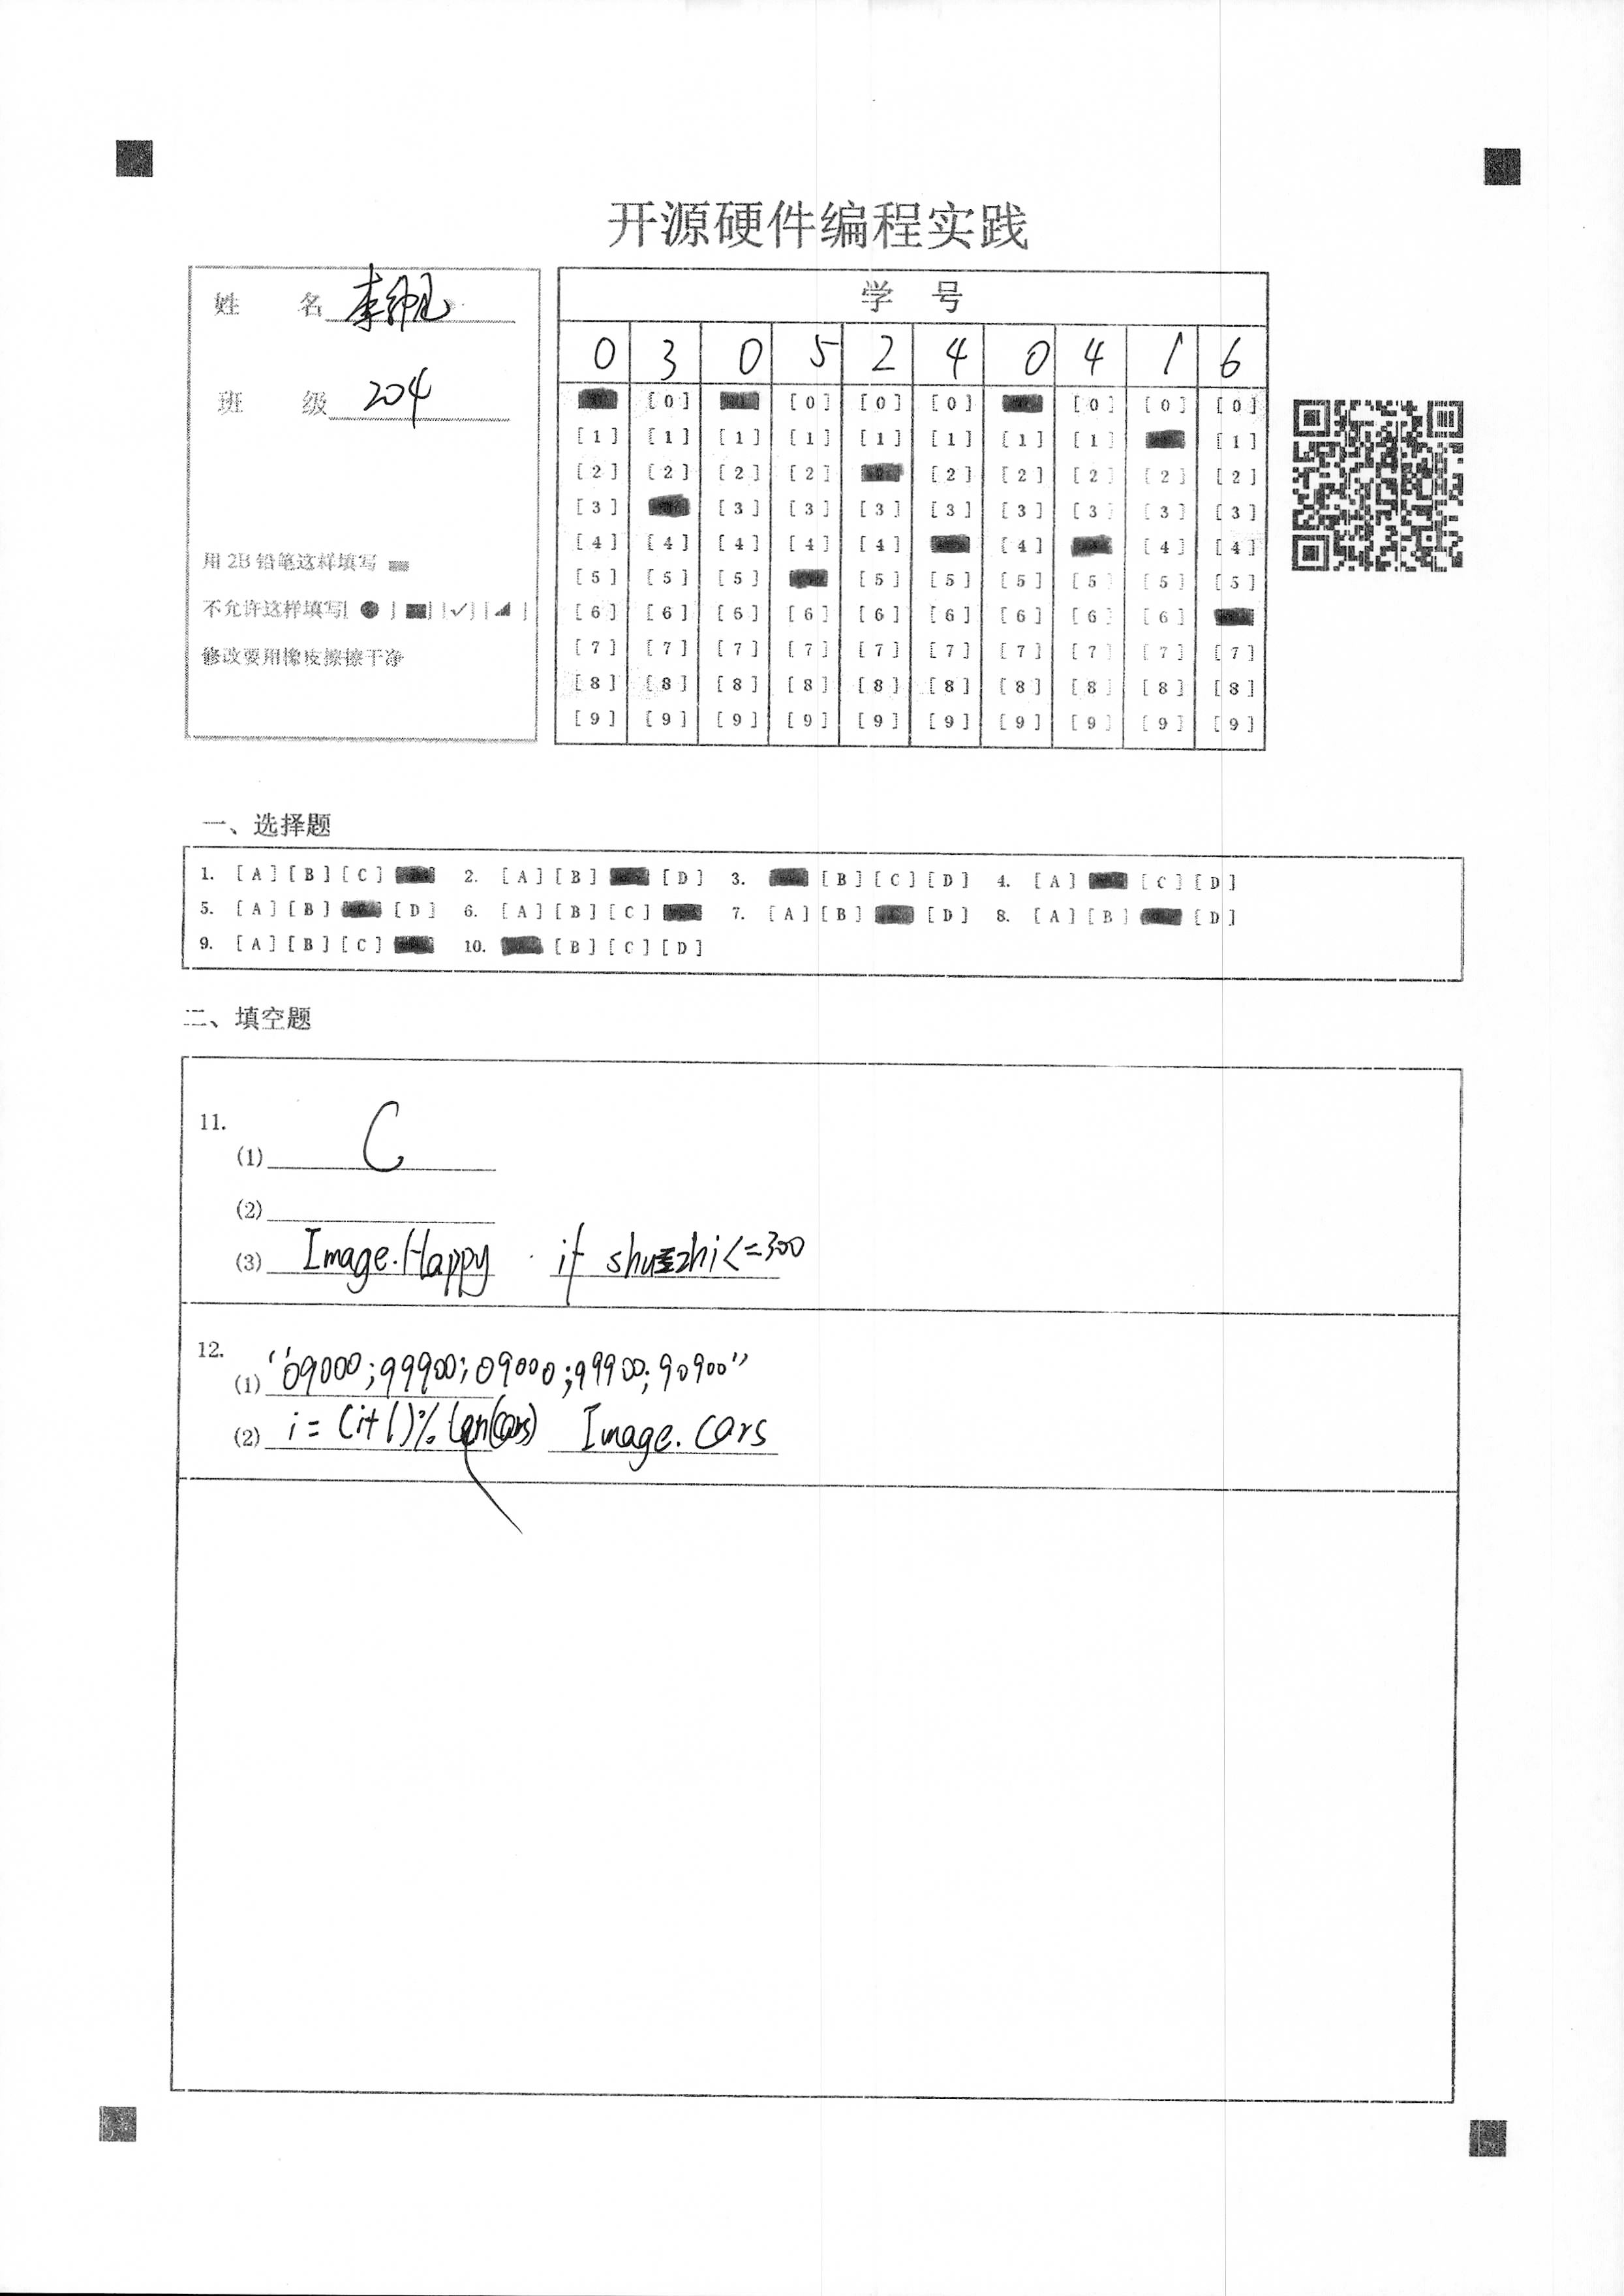 开源硬件编程实践
姓 名 李
班 级 204
用 2B 铅笔这样填写
不允许这样填写[ ● ] [■] [✓] [◢ ]
修改要用橡皮擦擦干净
学 号
0 3 0 5 2 4 0 4 1 6
[0] [0] [0] [0] [0] [0] [0]
[1] [1] [1] [1] [1] [1] [1] [1] [1]
[2] [2] [2] [2] [2] [2] [2] [2] [2]
[3] [3] [3] [3] [3] [3] [3] [3] [3]
[4] [4] [4] [4] [4] [4] [4] [4]
[5] [5] [5] [5] [5] [5] [5] [5] [5]
[6] [6] [6] [6] [6] [6] [6] [6] [6]
[7] [7] [7] [7] [7] [7] [7] [7] [7] [7]
[8] [8] [8] [8] [8] [8] [8] [8] [8] [8]
[9] [9] [9] [9] [9] [9] [9] [9] [9] [9]
一、选择题
1. [A] [B] [C] 2. [A] [B] [D] 3. [B] [C] [D] 4. [A] [C] [D]
5. [A] [B] [D] 6. [A] [B] [C] 7. [A] [B] [D] 8. [A] [B] [D]
9. [A] [B] [C] 10. [B] [C] [D]
二、填空题
11.
(1) C
(2)
(3) Image.Happy if shuzhi<=300
12.
(1) "09000;99900;09000;99900;90900"
(2) i=(i+1)%len(cars) Image.cars